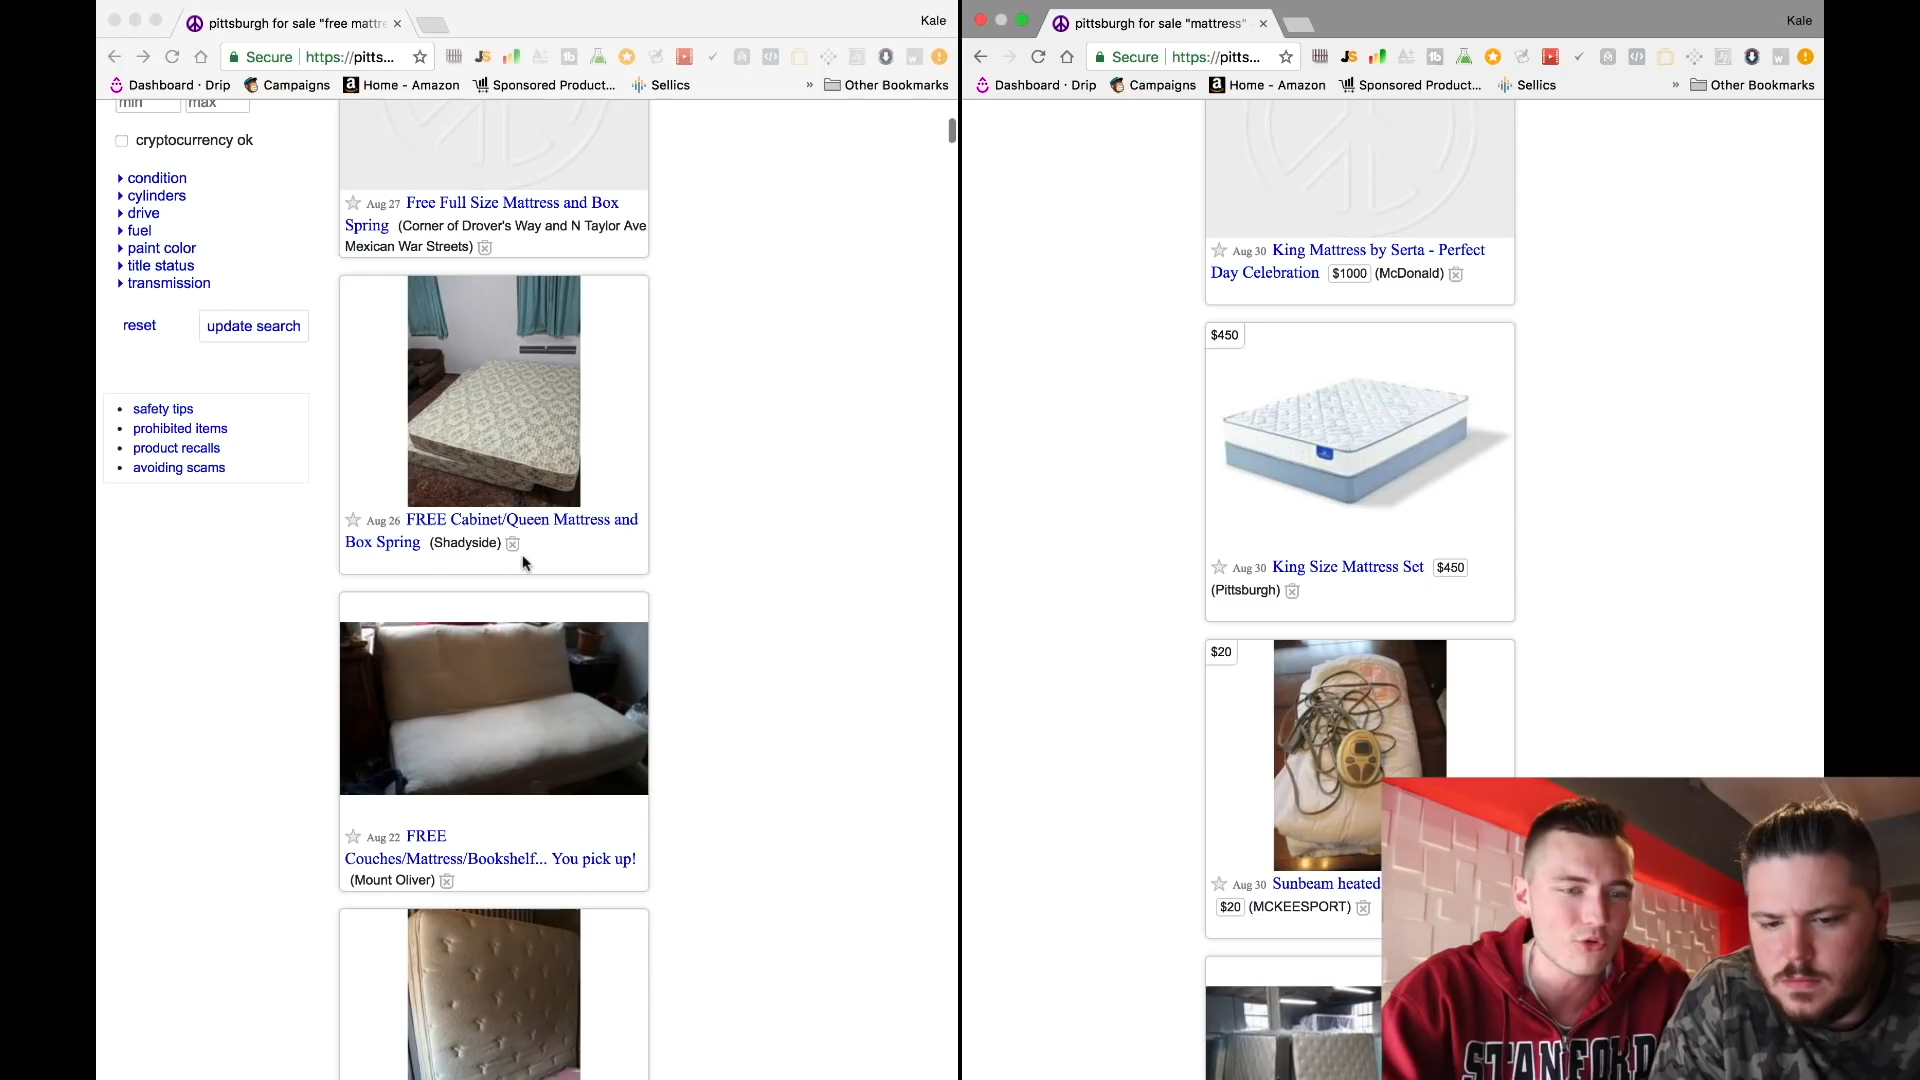 pittsburgh for sale "free mattre
Kale
Secure https://pitts...
Dashboard · Drip Campaigns Home - Amazon Sponsored Product... Sellics » Other Bookmarks
min max
cryptocurrency ok
condition
cylinders
drive
fuel
paint color
title status
transmission
reset update search
safety tips
prohibited items
product recalls
avoiding scams
Aug 27 Free Full Size Mattress and Box
Spring (Corner of Drover's Way and N Taylor Ave
Mexican War Streets)
Aug 26 FREE Cabinet/Queen Mattress and
Box Spring (Shadyside)
Aug 22 FREE
Couches/Mattress/Bookshelf... You pick up!
(Mount Oliver)
pittsburgh for sale "mattress"
Kale
Secure https://pitts...
Dashboard · Drip Campaigns Home - Amazon Sponsored Product... Sellics » Other Bookmarks
Aug 30 King Mattress by Serta - Perfect
Day Celebration $1000 (McDonald)
$450
Aug 30 King Size Mattress Set $450
(Pittsburgh)
$20
Aug 30 Sunbeam heated
$20 (MCKEESPORT)
STANFORD